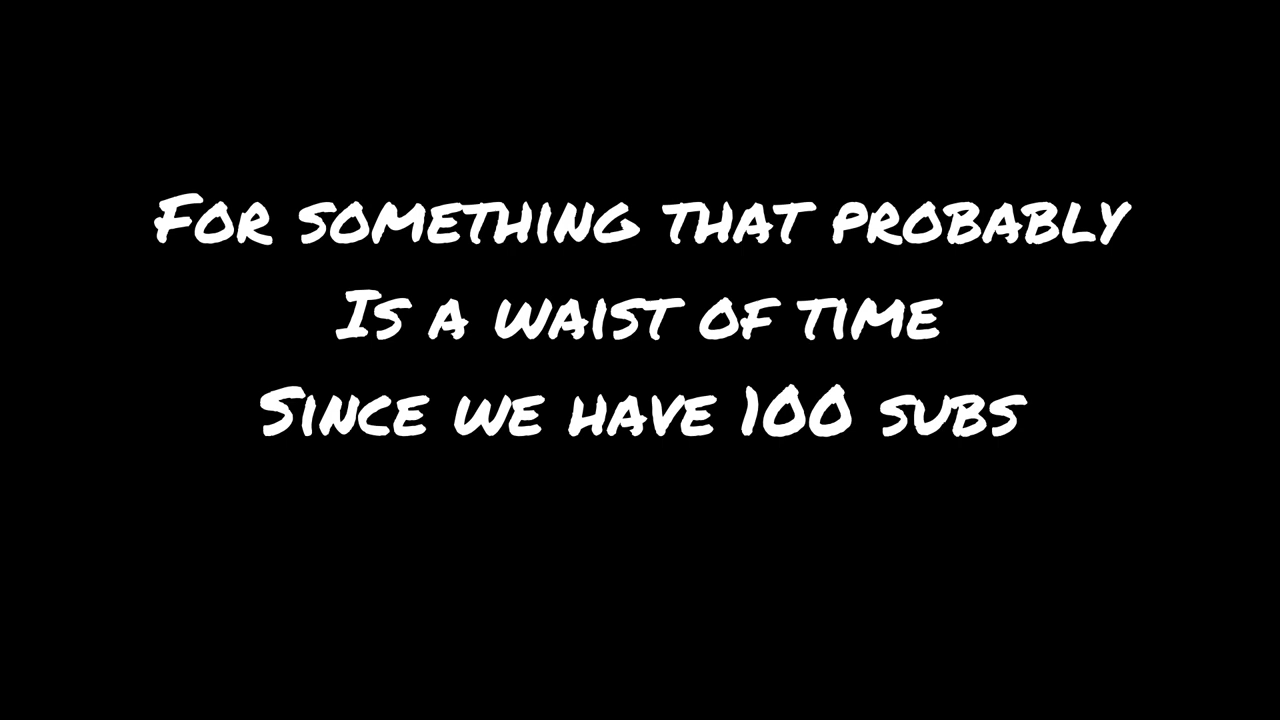 For something that probably
Is a waist of time
Since we have 100 subs